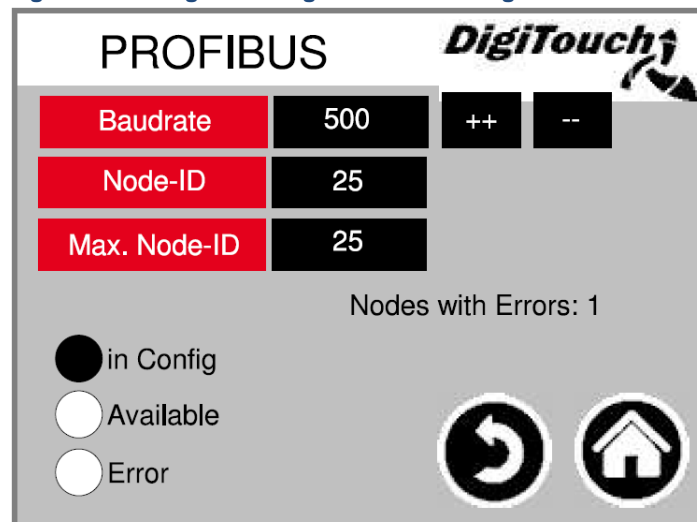 PROFIBUS DigiTouch
Baudrate 500 ++ --
Node-ID 25
Max. Node-ID 25
Nodes with Errors: 1
in Config
Available
Error